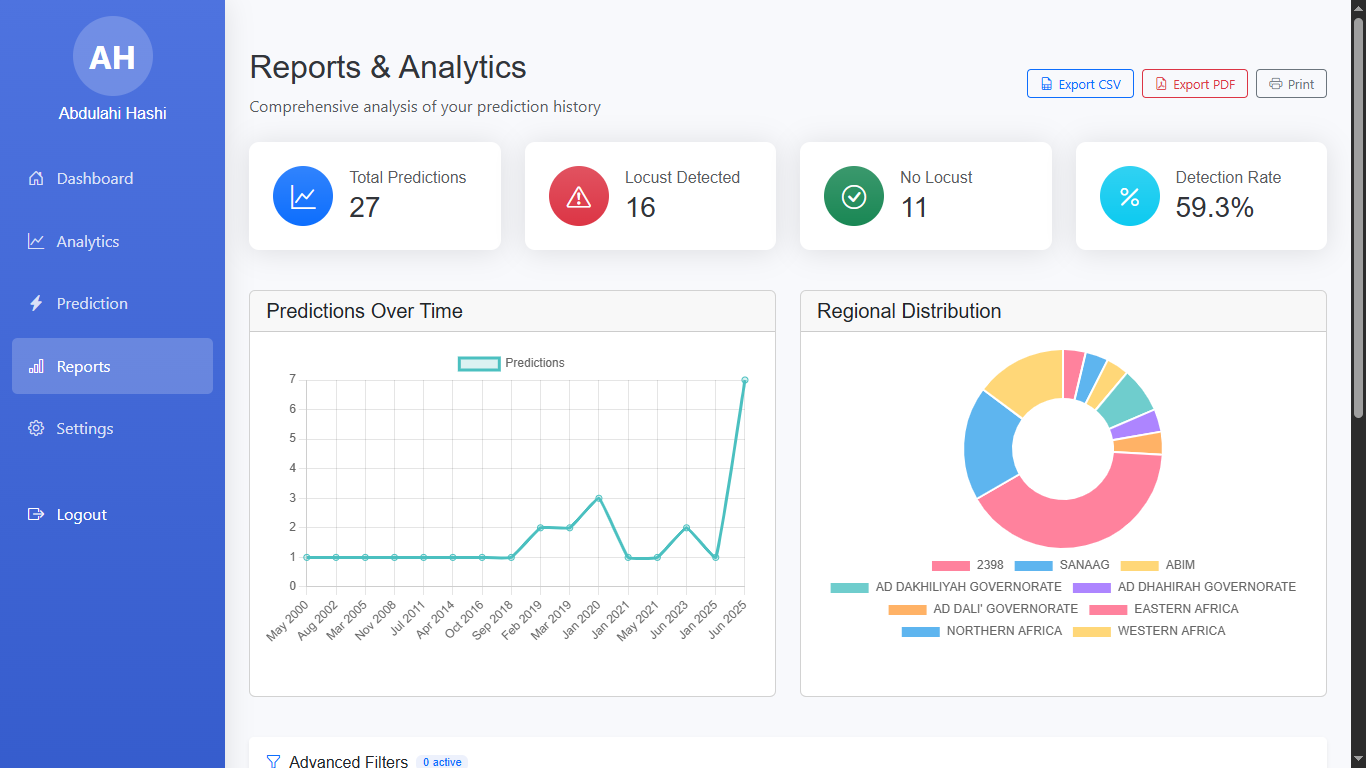 AH
Abdulahi Hashi
Dashboard
Analytics
Prediction
Reports
Settings
Logout
Reports & Analytics
Comprehensive analysis of your prediction history
Export CSV
Export PDF
Print
Total Predictions
27
Locust Detected
16
No Locust
11
Detection Rate
59.3%
Predictions Over Time
Predictions
7
6
5
4
3
2
1
0
May 2000
Aug 2002
Mar 2005
Nov 2008
Jul 2011
Apr 2014
Oct 2016
Sep 2018
Feb 2019
Mar 2019
Jan 2020
Jan 2021
May 2021
Jun 2023
Jan 2025
Jun 2025
Regional Distribution
2398 SANAAG ABIM
AD DAKHILIYAH GOVERNORATE AD DHAHIRAH GOVERNORATE
AD DALI' GOVERNORATE EASTERN AFRICA
NORTHERN AFRICA WESTERN AFRICA
Advanced Filters 0 active